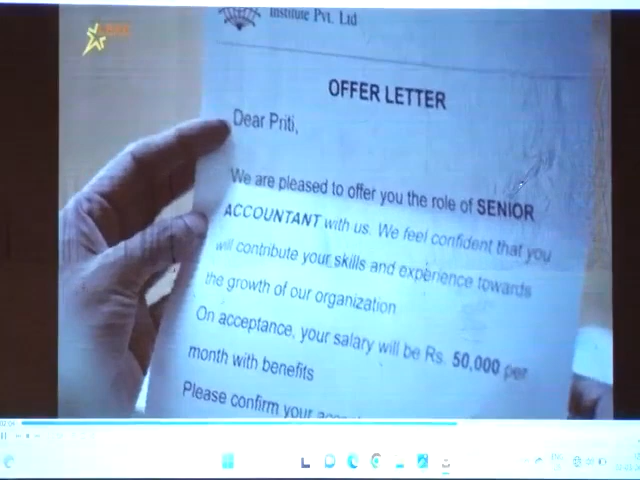 Institute Pvt. Ltd
OFFER LETTER
Dear Priti,
We are pleased to offer you the role of SENIOR
ACCOUNTANT with us. We feel confident that you
will contribute your skills and experience towards
the growth of our organization
On acceptance, your salary will be Rs. 50,000 per
month with benefits
Please confirm your